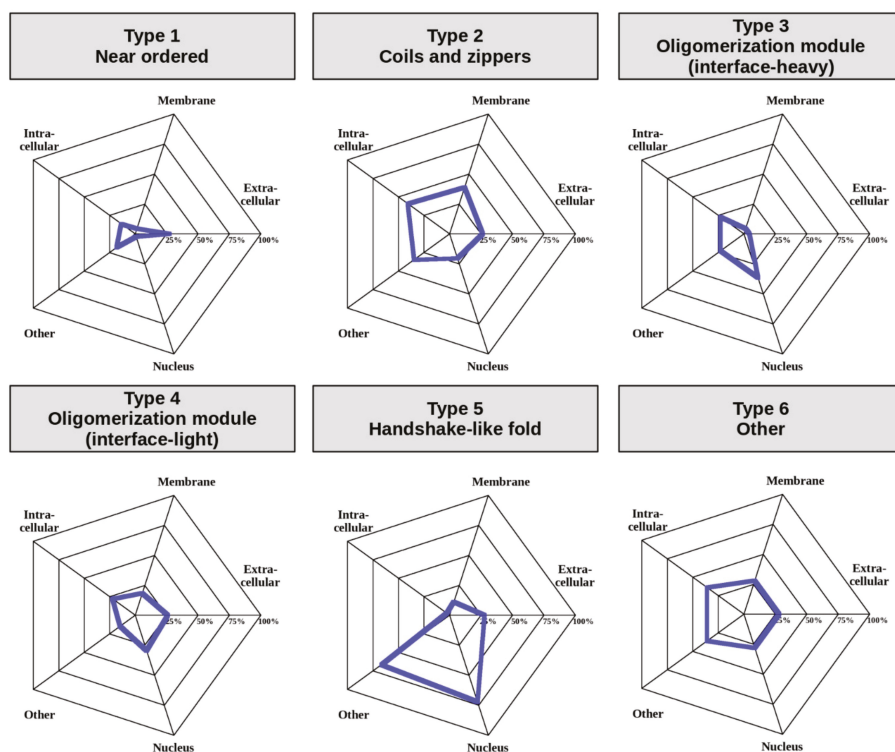 Type 1
Near ordered
Type 2
Coils and zippers
Type 3
Oligomerization module
(interface-heavy)
Membrane
Intra-
cellular
Extra-
cellular
25% 50% 75% 100%
Other
Nucleus
Membrane
Intra-
cellular
Extra-
cellular
25% 50% 75% 100%
Other
Nucleus
Membrane
Intra-
cellular
Extra-
cellular
25% 50% 75% 100%
Other
Nucleus
Type 4
Oligomerization module
(interface-light)
Type 5
Handshake-like fold
Type 6
Other
Membrane
Intra-
cellular
Extra-
cellular
25% 50% 75% 100%
Other
Nucleus
Membrane
Intra-
cellular
Extra-
cellular
25% 50% 75% 100%
Other
Nucleus
Membrane
Intra-
cellular
Extra-
cellular
25% 50% 75% 100%
Other
Nucleus